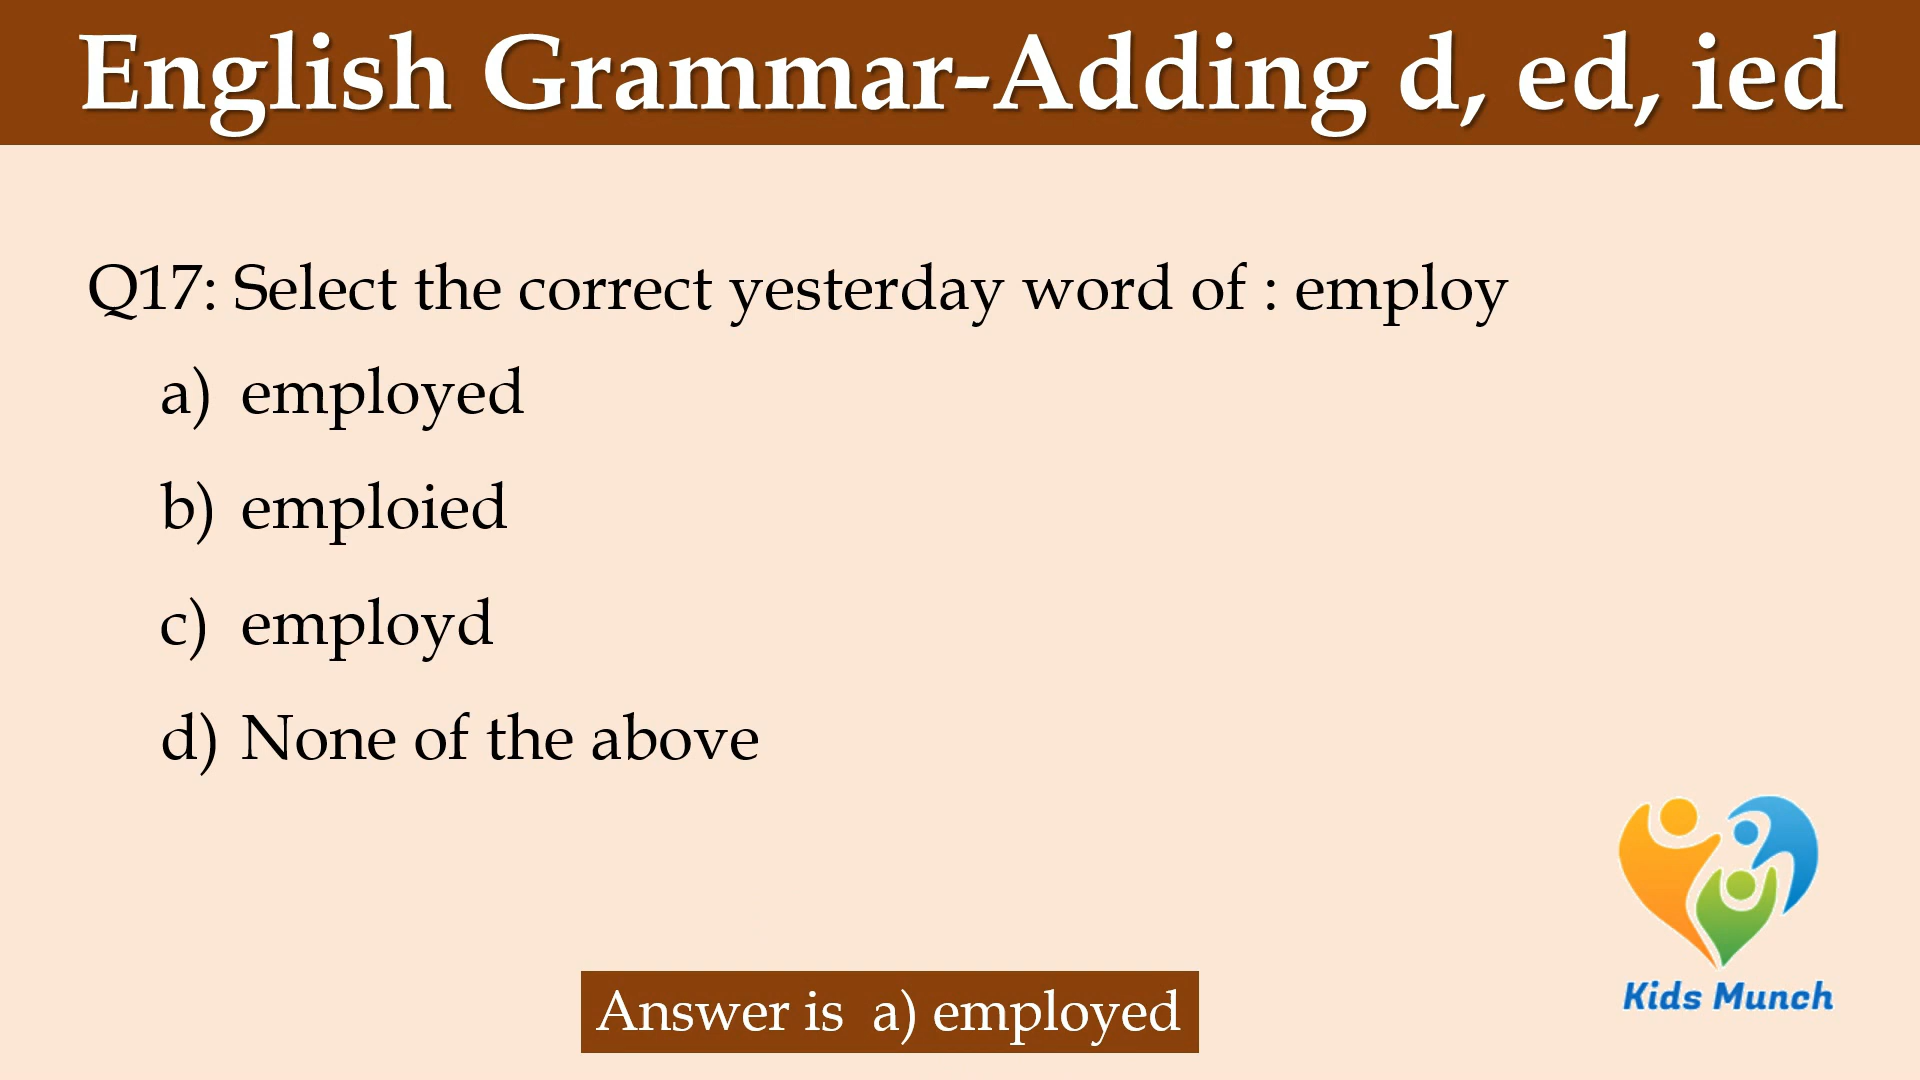 English Grammar-Adding d, ed, ied
Q17: Select the correct yesterday word of : employ
a) employed
b) emploied
c) employd
d) None of the above
Kids Munch
Answer is a) employed